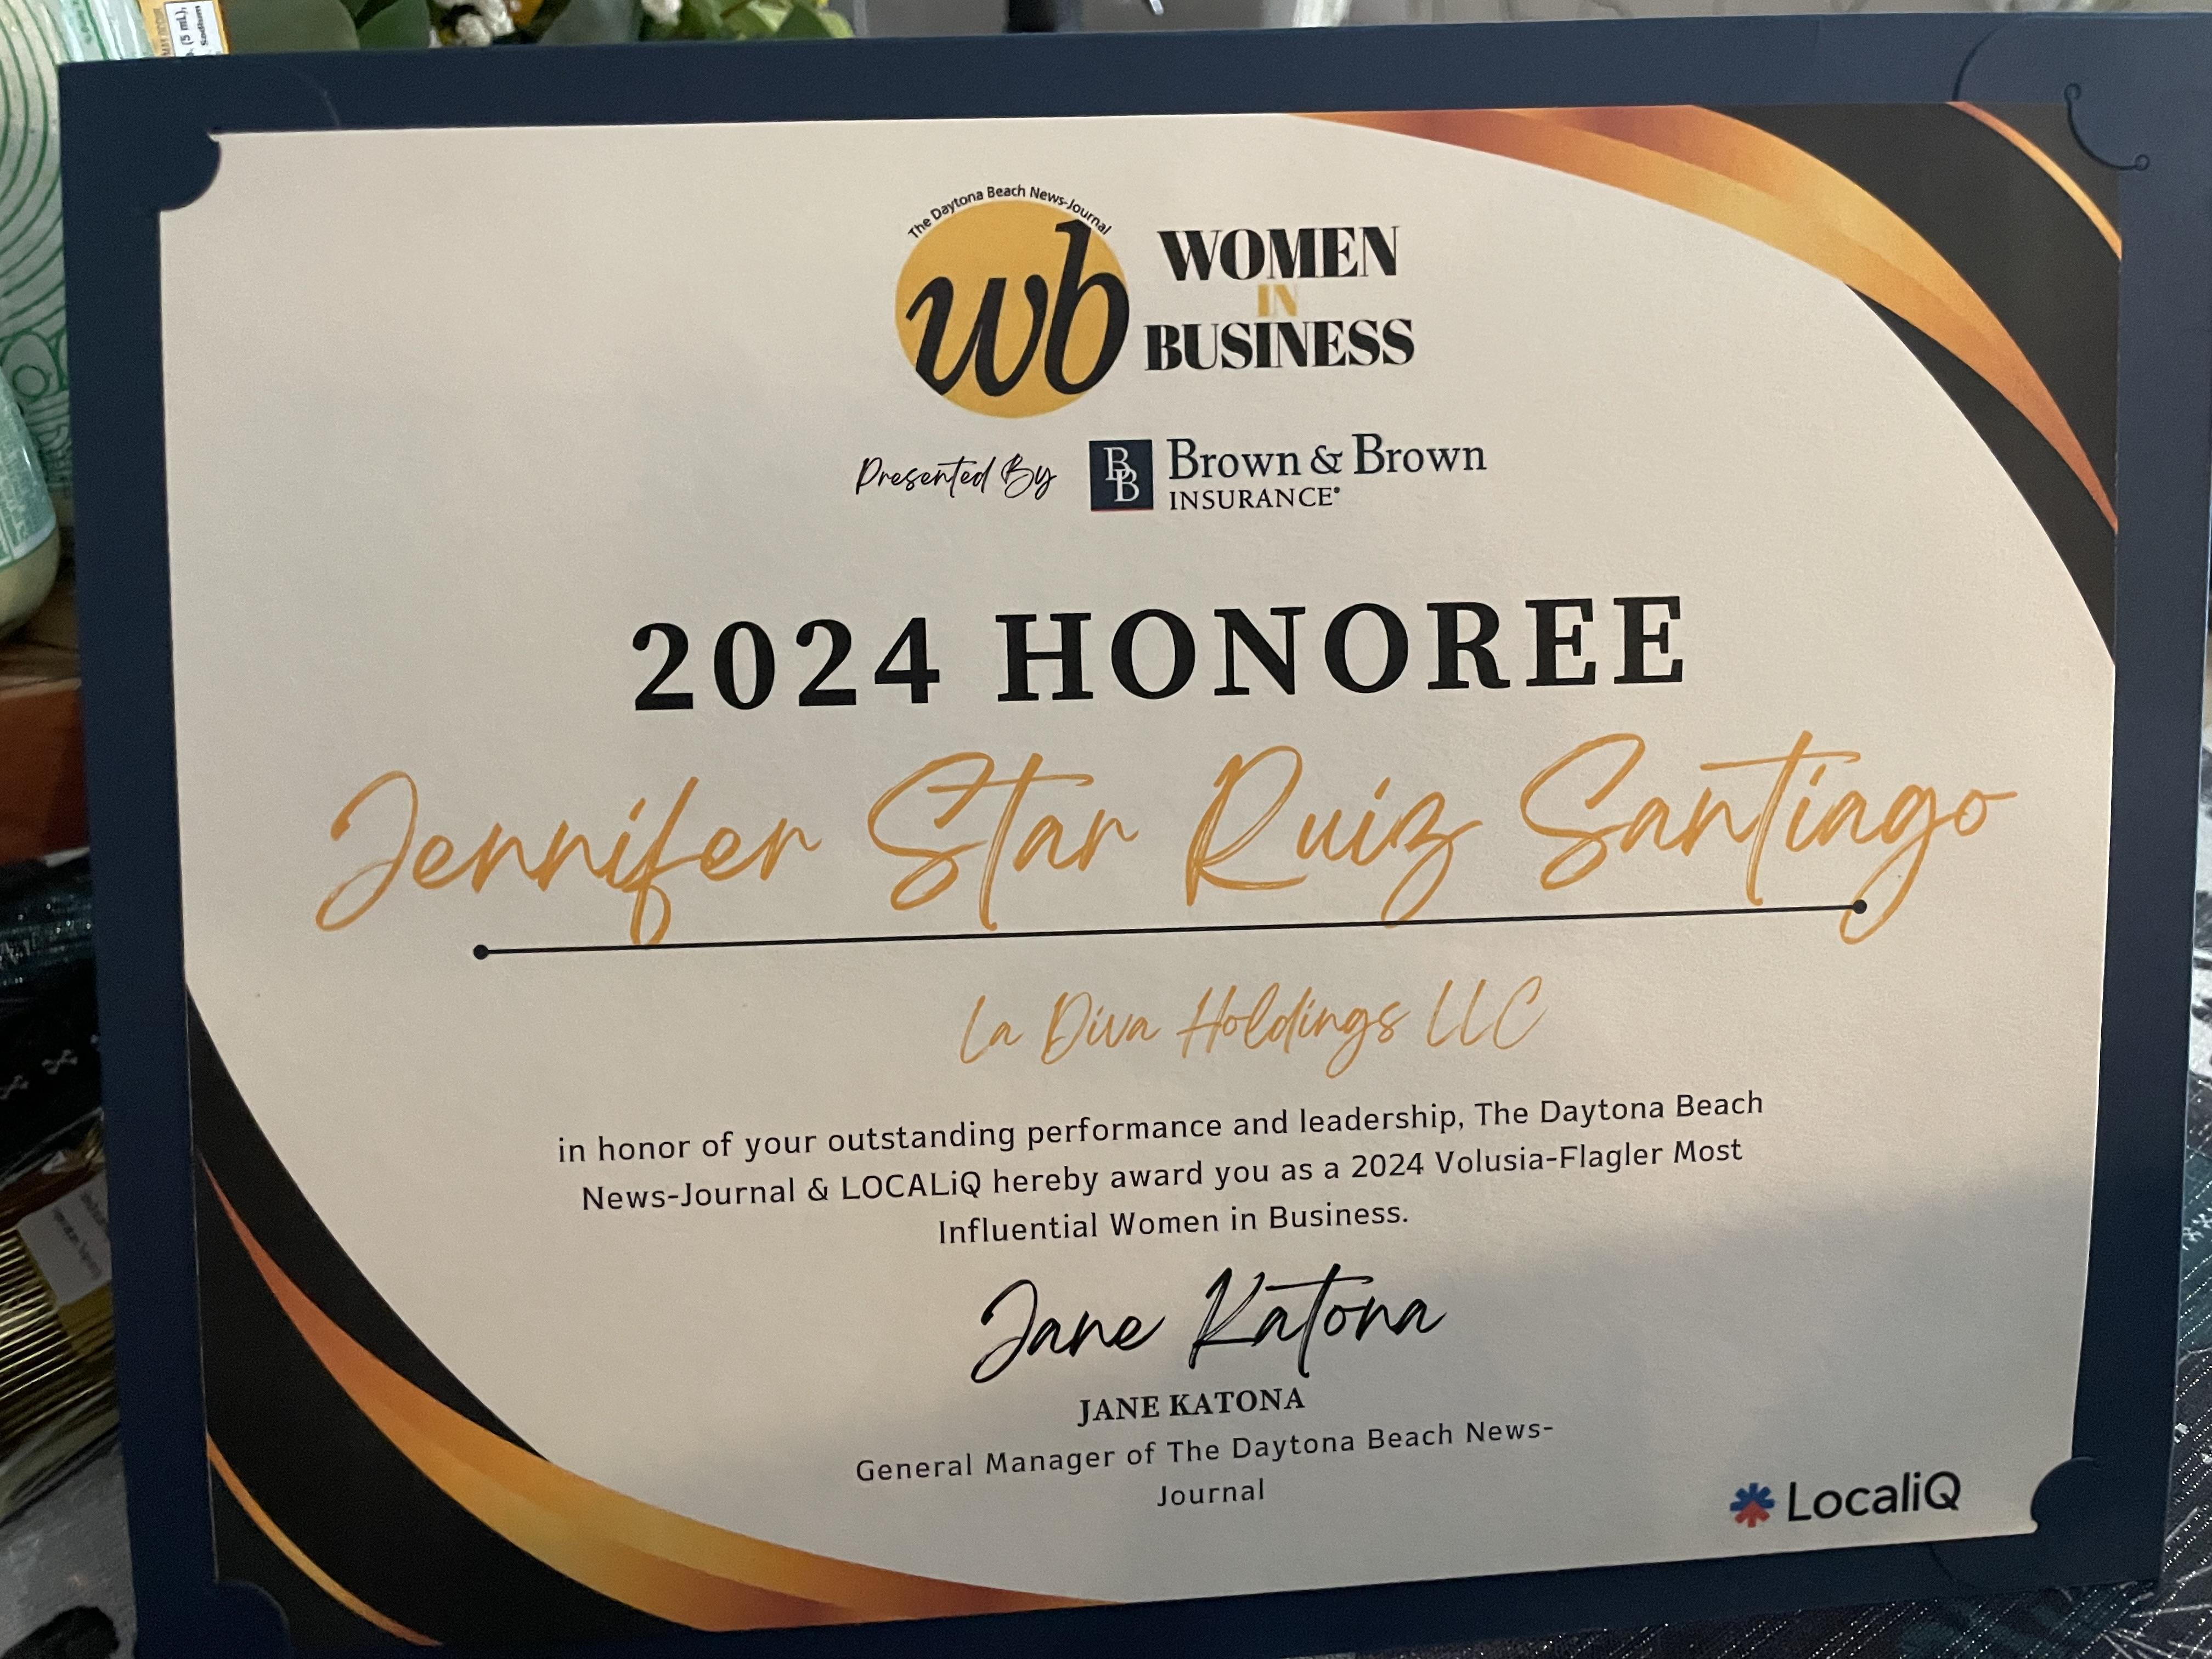 (5 mL),
Sodium
The Daytona Beach News-Journal
wb
WOMEN
IN
BUSINESS
Presented By
BB
Brown & Brown
INSURANCE®
2024 HONOREE
Jennifer Star Ruiz Santiago
La Diva Holdings LLC
in honor of your outstanding performance and leadership, The Daytona Beach
News-Journal & LOCALiQ hereby award you as a 2024 Volusia-Flagler Most
Influential Women in Business.
Jane Katona
JANE KATONA
General Manager of The Daytona Beach News-
Journal
LocaliQ